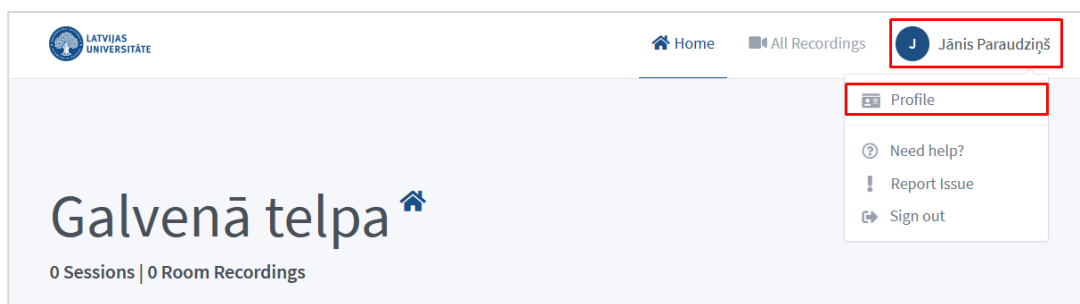 LATVIJAS
UNIVERSITĀTE
Home
All Recordings
J
Jānis Paraudziņš
Profile
Need help?
Report Issue
Sign out
Galvenā telpa
0 Sessions | 0 Room Recordings